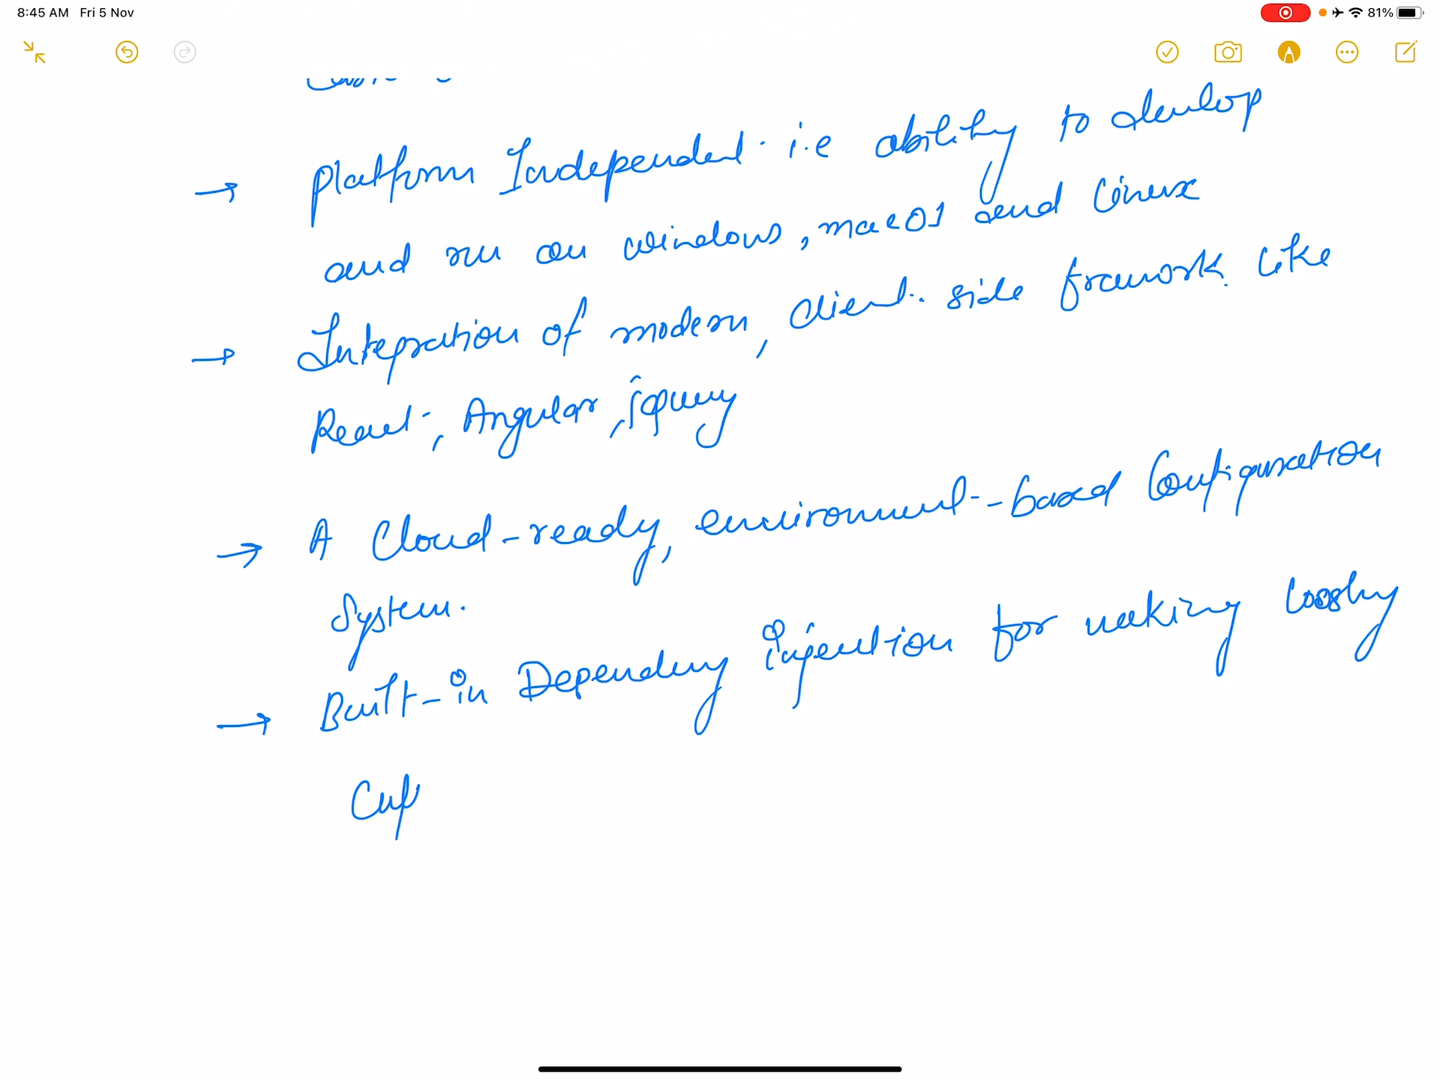 8:45 AM Fri 5 Nov
81%
→ Platform Independent. i.e ability to develop
and run on windows, macOS and Linux
→ Integration of modern, client-side framework like
React, Angular, jquery
→ A Cloud-ready, environment-based Configuration
System.
→ Built-in Dependency injection for making loosly
Cup